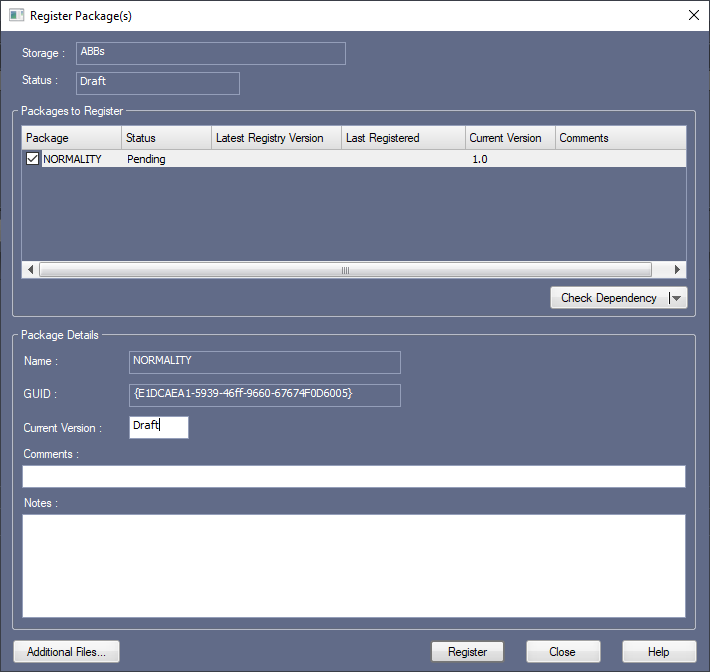 Register Package(s)
Storage : ABBs
Status : Draft
Packages to Register
Package Status Latest Registry Version Last Registered Current Version Comments
NORMALITY Pending 1.0
Check Dependency
Package Details
Name : NORMALITY
GUID : {E1DCAEA1-5939-46ff-9660-67674F0D6005}
Current Version : Draft
Comments :
Notes :
Additional Files... Register Close Help